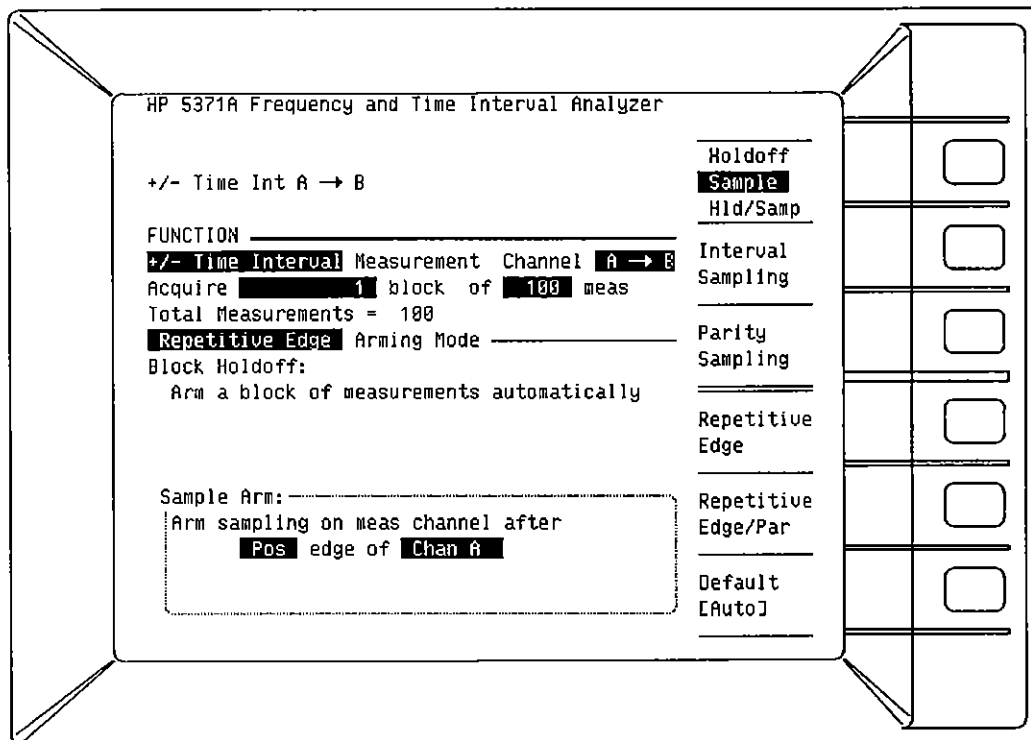 HP 5371A Frequency and Time Interval Analyzer
+/- Time Int A → B
FUNCTION
+/- Time Interval Measurement Channel A → B
Acquire 1 block of 100 meas
Total Measurements = 100
Repetitive Edge Arming Mode
Block Holdoff:
Arm a block of measurements automatically
Sample Arm:
Arm sampling on meas channel after
Pos edge of Chan A
Holdoff
Sample
Hld/Samp
Interval
Sampling
Parity
Sampling
Repetitive
Edge
Repetitive
Edge/Par
Default
[Auto]